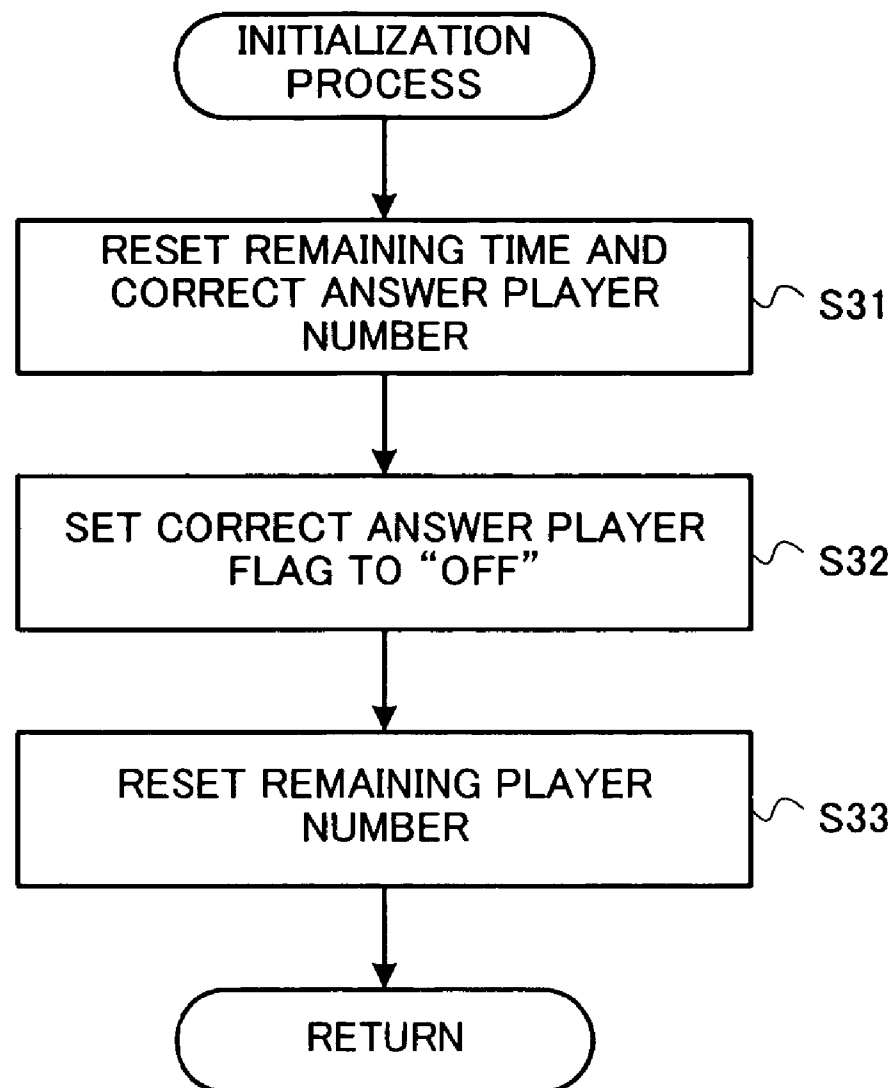 INITIALIZATION
PROCESS
RESET REMAINING TIME AND
CORRECT ANSWER PLAYER
NUMBER
S31
SET CORRECT ANSWER PLAYER
FLAG TO “OFF”
S32
RESET REMAINING PLAYER
NUMBER
S33
RETURN